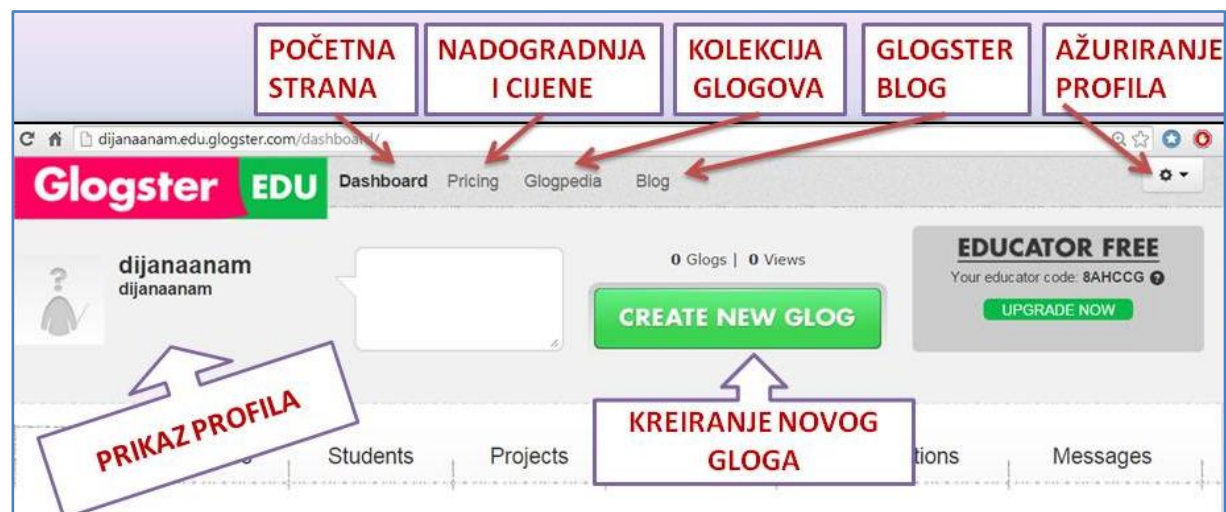 POČETNA
STRANA
NADOGRADNJA
I CIJENE
KOLEKCIJA
GLOGOVA
GLOGSTER
BLOG
AŽURIRANJE
PROFILA
dijanaanam.edu.glogster.com/dashboard/
Glogster EDU
Dashboard Pricing Glogpedia Blog
dijanaanam
dijanaanam
0 Glogs | 0 Views
CREATE NEW GLOG
EDUCATOR FREE
Your educator code: 8AHCCG
UPGRADE NOW
PRIKAZ PROFILA
KREIRANJE NOVOG
GLOGA
Students Projects Messages